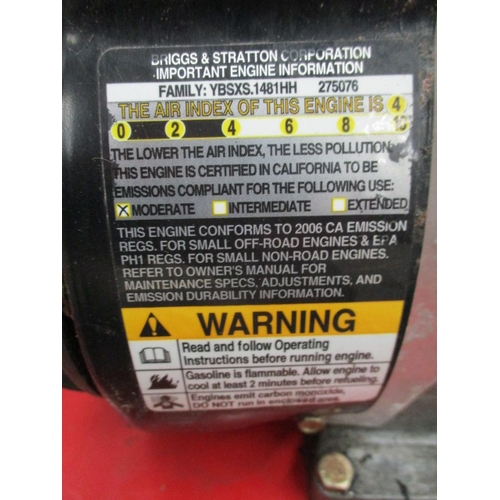 BRIGGS & STRATTON CORPORATION
IMPORTANT ENGINE INFORMATION
FAMILY: YBSXS.1481HH 275076
THE AIR INDEX OF THIS ENGINE IS 4
0 2 4 6 8 10
THE LOWER THE AIR INDEX, THE LESS POLLUTION.
THIS ENGINE IS CERTIFIED IN CALIFORNIA TO BE
EMISSIONS COMPLIANT FOR THE FOLLOWING USE:
MODERATE INTERMEDIATE EXTENDED
THIS ENGINE CONFORMS TO 2006 CA EMISSION
REGS. FOR SMALL OFF-ROAD ENGINES & EPA
PH1 REGS. FOR SMALL NON-ROAD ENGINES.
REFER TO OWNER'S MANUAL FOR
MAINTENANCE SPECS, ADJUSTMENTS, AND
EMISSION DURABILITY INFORMATION.
WARNING
Read and follow Operating
Instructions before running engine.
Gasoline is flammable. Allow engine to
cool at least 2 minutes before refueling.
Engines emit carbon monoxide,
DO NOT run in enclosed area.